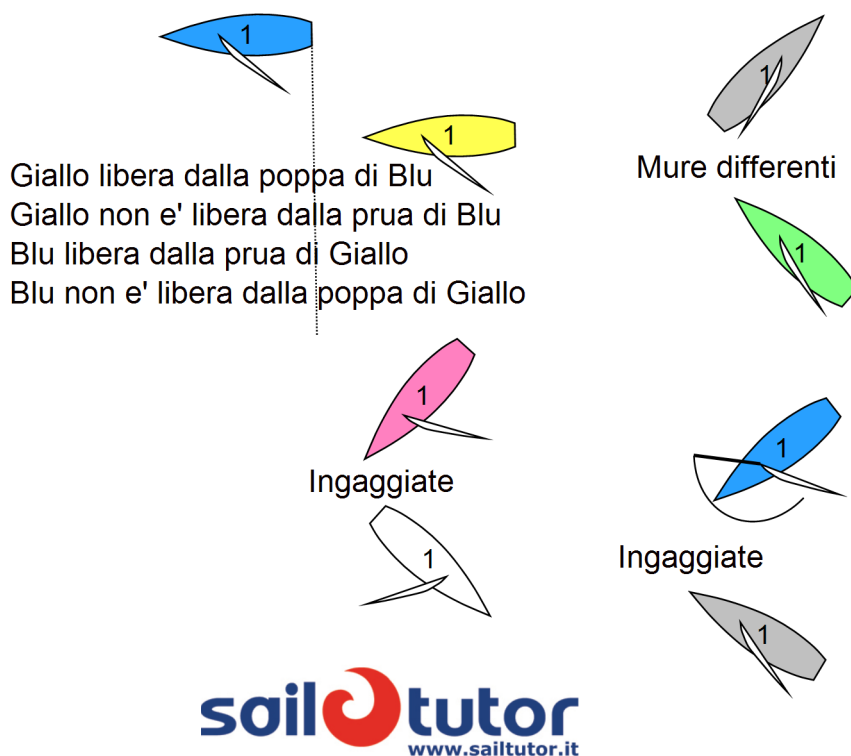 1
1
1
Giallo libera dalla poppa di Blu
Giallo non e' libera dalla prua di Blu
Blu libera dalla prua di Giallo
Blu non e' libera dalla poppa di Giallo
Mure differenti
1
1
Ingaggiate
1
1
Ingaggiate
1
sailtutor
www.sailtutor.it